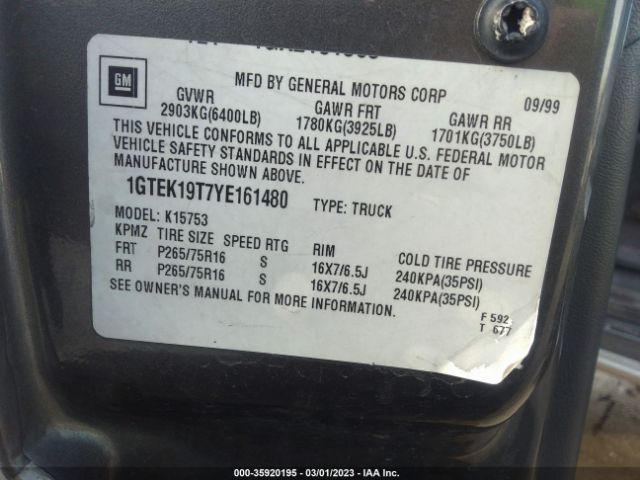 GM
MFD BY GENERAL MOTORS CORP 09/99
GVWR GAWR FRT GAWR RR
2903KG(6400LB) 1780KG(3925LB) 1701KG(3750LB)
THIS VEHICLE CONFORMS TO ALL APPLICABLE U.S. FEDERAL MOTOR
VEHICLE SAFETY STANDARDS IN EFFECT ON THE DATE OF
MANUFACTURE SHOWN ABOVE.
1GTEK19T7YE161480 TYPE: TRUCK
MODEL: K15753
KPMZ TIRE SIZE SPEED RTG RIM COLD TIRE PRESSURE
FRT P265/75R16 S 16X7/6.5J 240KPA(35PSI)
RR P265/75R16 S 16X7/6.5J 240KPA(35PSI)
SEE OWNER'S MANUAL FOR MORE INFORMATION.
F 592
T 677
000-35920195 — 03/01/2023 — IAA Inc.